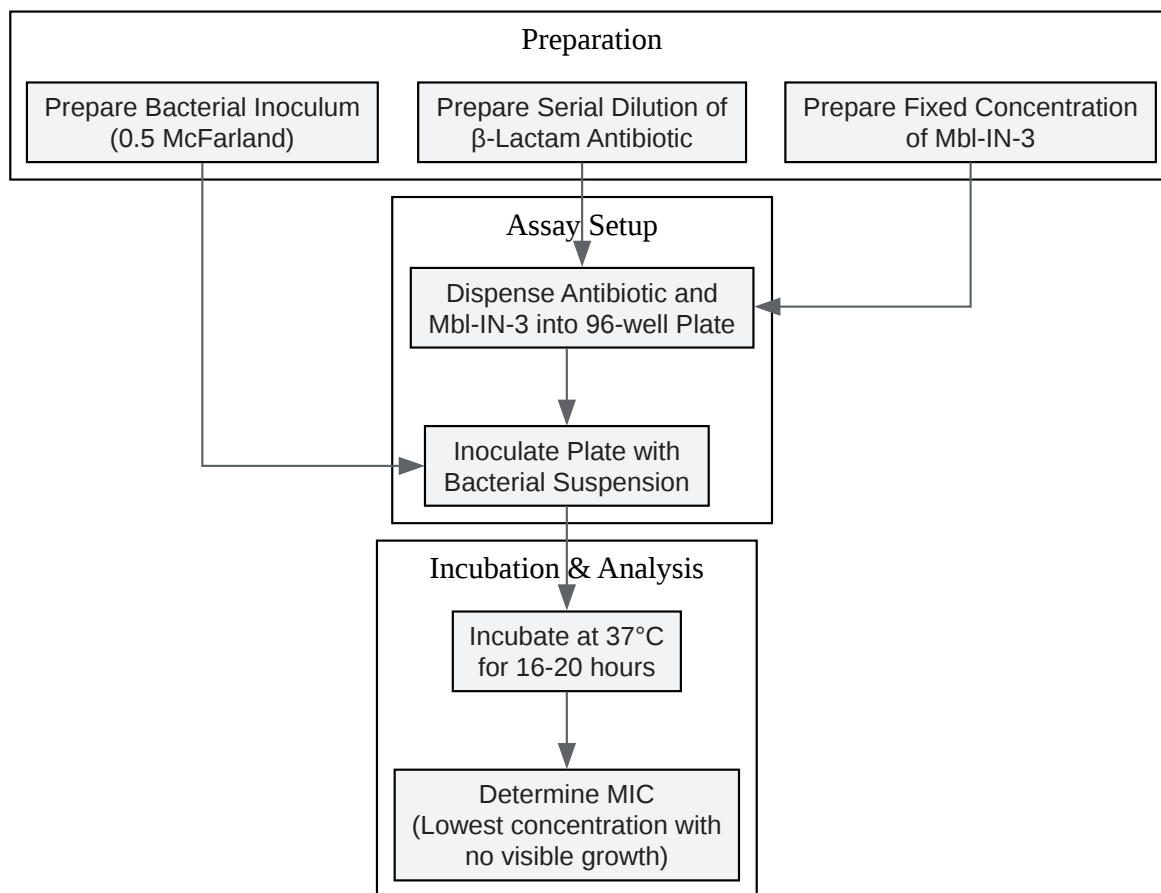 Preparation
Prepare Bacterial Inoculum
(0.5 McFarland)
Prepare Serial Dilution of
β-Lactam Antibiotic
Prepare Fixed Concentration
of Mbl-IN-3
Assay Setup
Dispense Antibiotic and
Mbl-IN-3 into 96-well Plate
Inoculate Plate with
Bacterial Suspension
Incubation & Analysis
Incubate at 37°C
for 16-20 hours
Determine MIC
(Lowest concentration with
no visible growth)